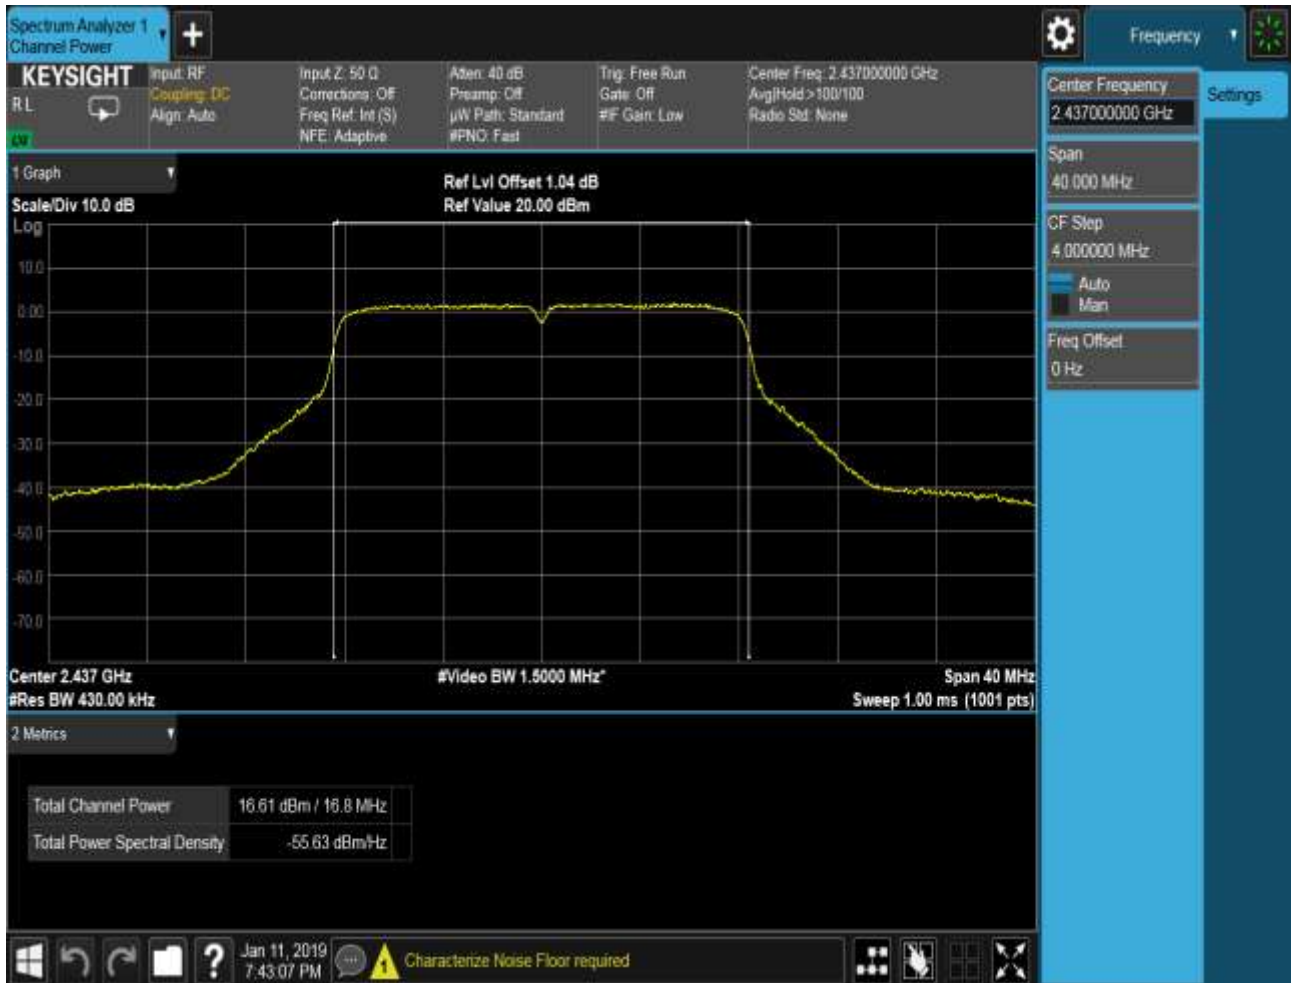 Spectrum Analyzer 1
Channel Power
+
Frequency
KEYSIGHT
R L
Input: RF
Coupling: DC
Align: Auto
Input Z: 50 Ω
Corrections: Off
Freq Ref: Int (S)
NFE: Adaptive
Atten: 40 dB
Preamp: Off
µW Path: Standard
#PNO: Fast
Trig: Free Run
Gate: Off
#IF Gain: Low
Center Freq: 2.437000000 GHz
Avg|Hold:>100/100
Radio Std: None
Center Frequency
2.437000000 GHz
Settings
Span
40.000 MHz
CF Step
4.000000 MHz
Auto
Man
Freq Offset
0 Hz
1 Graph
Scale/Div 10.0 dB
Ref Lvl Offset 1.04 dB
Ref Value 20.00 dBm
Log
10.0
0.00
-10.0
-20.0
-30.0
-40.0
-50.0
-60.0
-70.0
Center 2.437 GHz
#Video BW 1.5000 MHz*
Span 40 MHz
#Res BW 430.00 kHz
Sweep 1.00 ms (1001 pts)
2 Metrics
Total Channel Power 16.61 dBm / 16.8 MHz
Total Power Spectral Density -55.63 dBm/Hz
?
Jan 11, 2019
7:43:07 PM
1
Characterize Noise Floor required